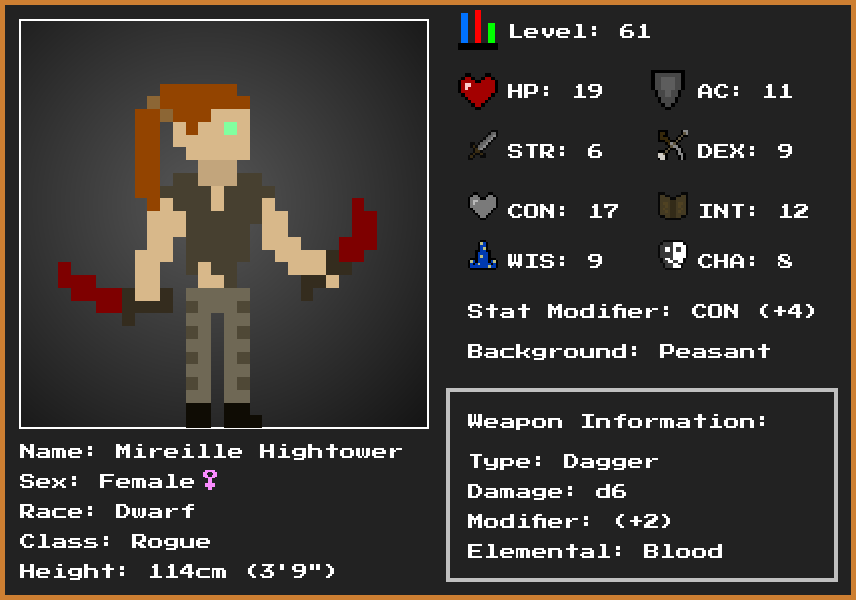 Level: 61
HP: 19 AC: 11
STR: 6 DEX: 9
CON: 17 INT: 12
WIS: 9 CHA: 8
Stat Modifier: CON (+4)
Background: Peasant
Weapon Information:
Type: Dagger
Damage: d6
Modifier: (+2)
Elemental: Blood
Name: Mireille Hightower
Sex: Female♀
Race: Dwarf
Class: Rogue
Height: 114cm (3'9")